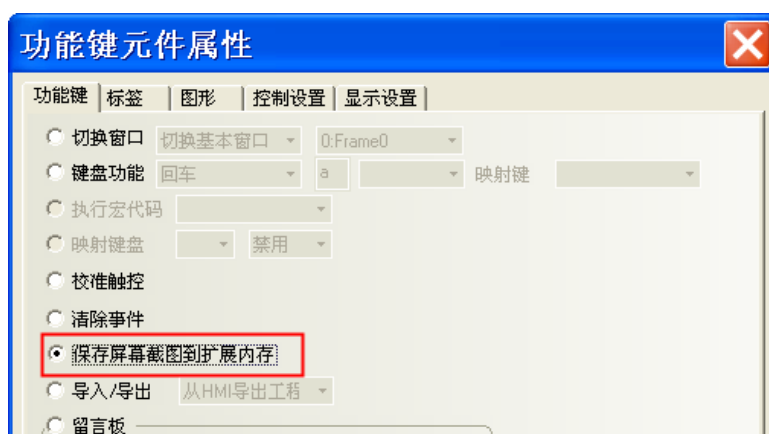 功能键元件属性
功能键 标签 图形 控制设置 显示设置
切换窗口 切换基本窗口 0:Frame0
键盘功能 回车 a 映射键
执行宏代码
映射键盘 禁用
校准触控
清除事件
保存屏幕截图到扩展内存
导入/导出 从HMI导出工程
留言板